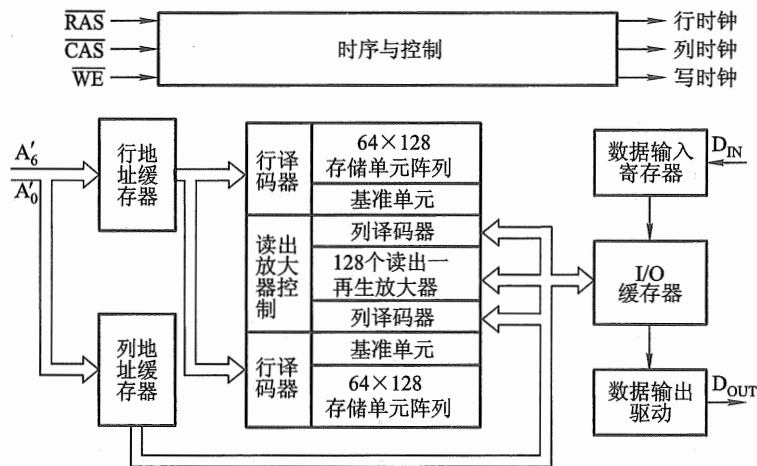 RAS
CAS
WE
时序与控制
行时钟
列时钟
写时钟
A'6
A'0
行地
址缓
存器
列地
址缓
存器
行译
码器
读出
放大
器控
制
行译
码器
64×128
存储单元阵列
基准单元
列译码器
128个读出一
再生放大器
列译码器
基准单元
64×128
存储单元阵列
数据输入
寄存器
DIN
I/O
缓存器
数据输出
驱动
DOUT